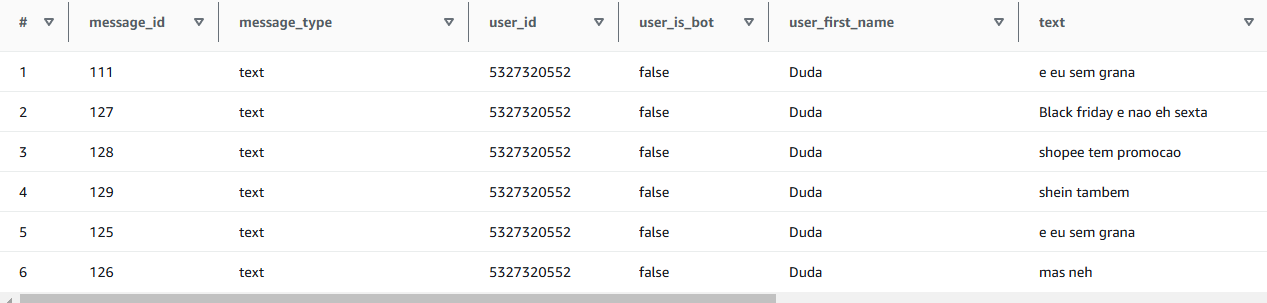 # message_id message_type user_id user_is_bot user_first_name text
1 111 text 5327320552 false Duda e eu sem grana
2 127 text 5327320552 false Duda Black friday e nao eh sexta
3 128 text 5327320552 false Duda shopee tem promocao
4 129 text 5327320552 false Duda shein tambem
5 125 text 5327320552 false Duda e eu sem grana
6 126 text 5327320552 false Duda mas neh